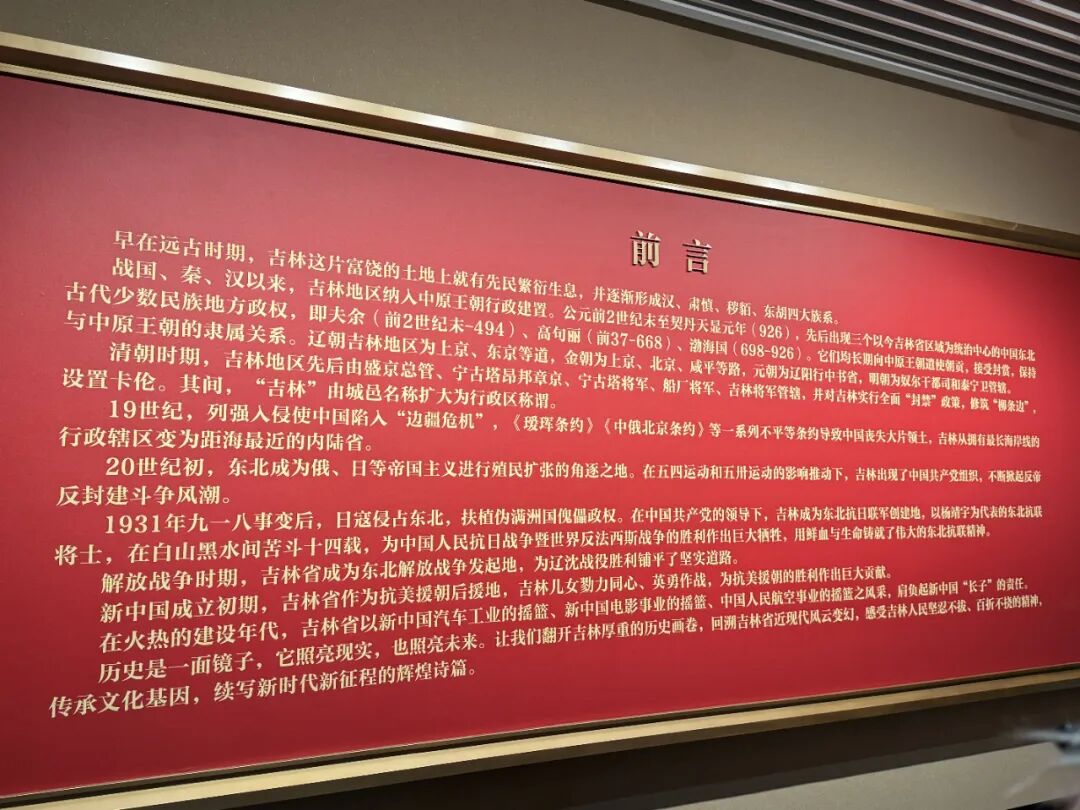 前言
早在远古时期，吉林这片富饶的土地上就有先民繁衍生息，并逐渐形成汉、肃慎、秽貊、东胡四大族系。
战国、秦、汉以来，吉林地区纳入中原王朝行政建置。公元前2世纪末至契丹天显元年（926），先后出现三个以今吉林省区域为统治中心的中国东北
古代少数民族地方政权，即夫余（前2世纪末-494）、高句丽（前37-668）、渤海国（698-926）。它们均长期向中原王朝遣使朝贡，接受封赏，保持
与中原王朝的隶属关系。辽朝吉林地区为上京、东京等道，金朝为上京、北京、咸平等路，元朝为辽阳行中书省，明朝为奴尔干都司和泰宁卫管辖。
清朝时期，吉林地区先后由盛京总管、宁古塔昂邦章京、宁古塔将军、船厂将军、吉林将军管辖，并对吉林实行全面“封禁”政策，修筑“柳条边”，
设置卡伦。其间，“吉林”由城邑名称扩大为行政区称谓。
19世纪，列强入侵使中国陷入“边疆危机”，《瑷珲条约》《中俄北京条约》等一系列不平等条约导致中国丧失大片领土，吉林从拥有最长海岸线的
行政辖区变为距海最近的内陆省。
20世纪初，东北成为俄、日等帝国主义进行殖民扩张的角逐之地。在五四运动和五卅运动的影响推动下，吉林出现了中国共产党组织，不断掀起反帝
反封建斗争风潮。
1931年九一八事变后，日寇侵占东北，扶植伪满洲国傀儡政权。在中国共产党的领导下，吉林成为东北抗日联军创建地，以杨靖宇为代表的东北抗联
将士，在白山黑水间苦斗十四载，为中国人民抗日战争暨世界反法西斯战争的胜利作出巨大牺牲，用鲜血与生命铸就了伟大的东北抗联精神。
解放战争时期，吉林省成为东北解放战争发起地，为辽沈战役胜利铺平了坚实道路。
新中国成立初期，吉林省作为抗美援朝后援地，吉林儿女勠力同心、英勇作战，为抗美援朝的胜利作出巨大贡献。
在火热的建设年代，吉林省以新中国汽车工业的摇篮、新中国电影事业的摇篮、中国人民航空事业的摇篮之风采，肩负起新中国“长子”的责任。
历史是一面镜子，它照亮现实，也照亮未来。让我们翻开吉林厚重的历史画卷，回溯吉林省近现代风云变幻，感受吉林人民坚忍不拔、百折不挠的精神，
传承文化基因，续写新时代新征程的辉煌诗篇。